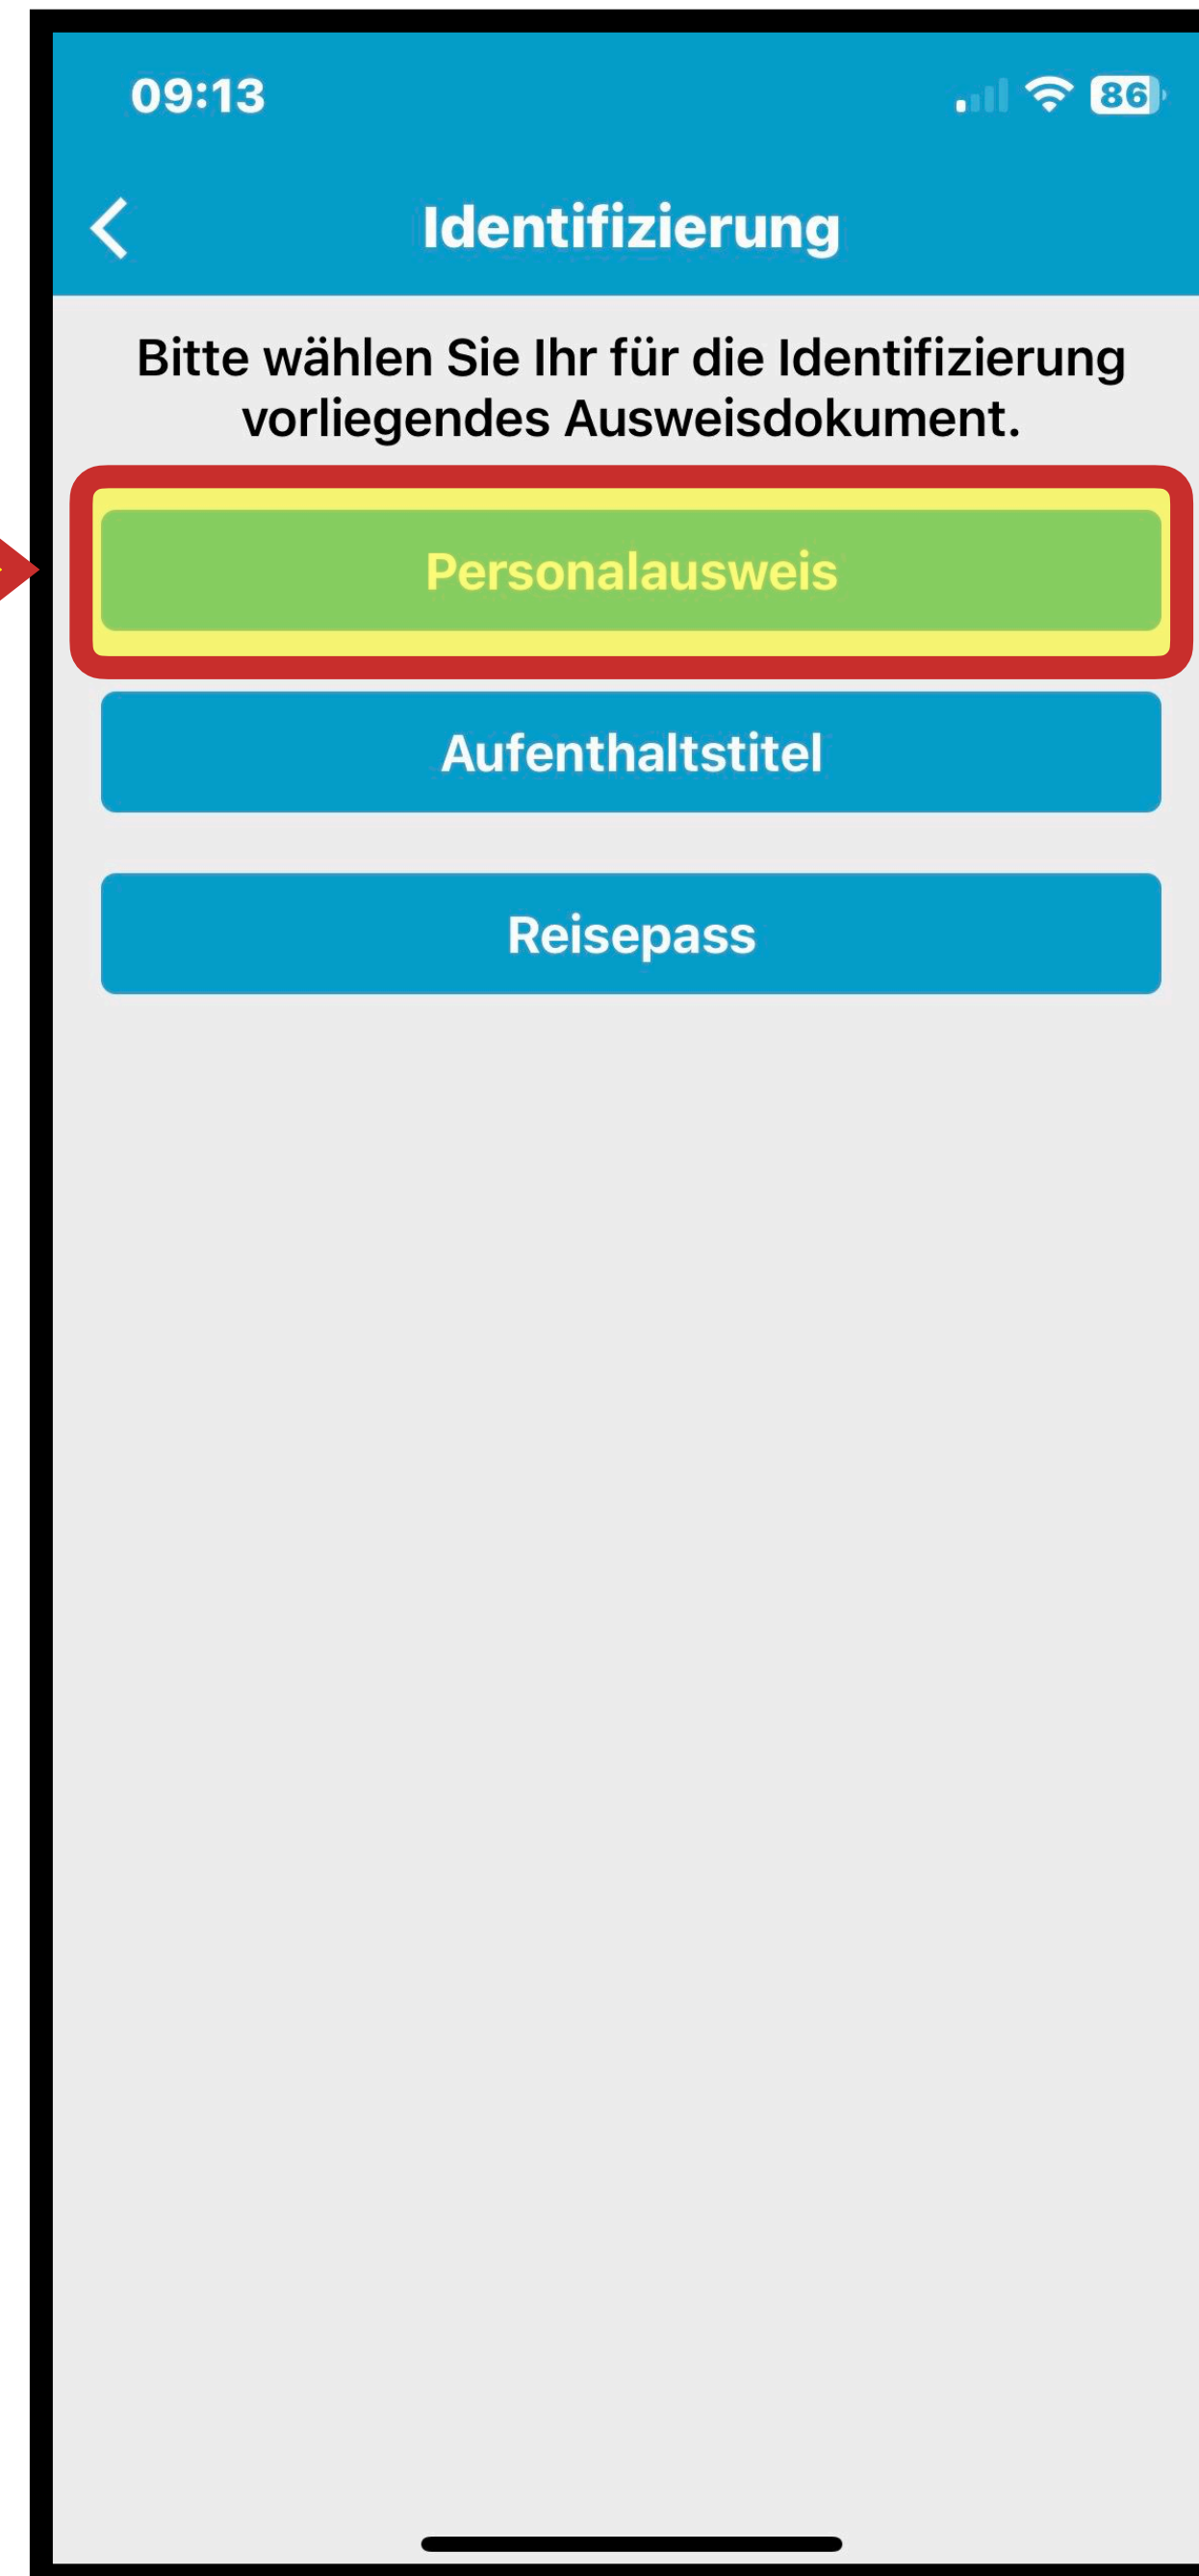 09:13
86
Identifizierung
Bitte wählen Sie Ihr für die Identifizierung
vorliegendes Ausweisdokument.
Personalausweis
Aufenthaltstitel
Reisepass